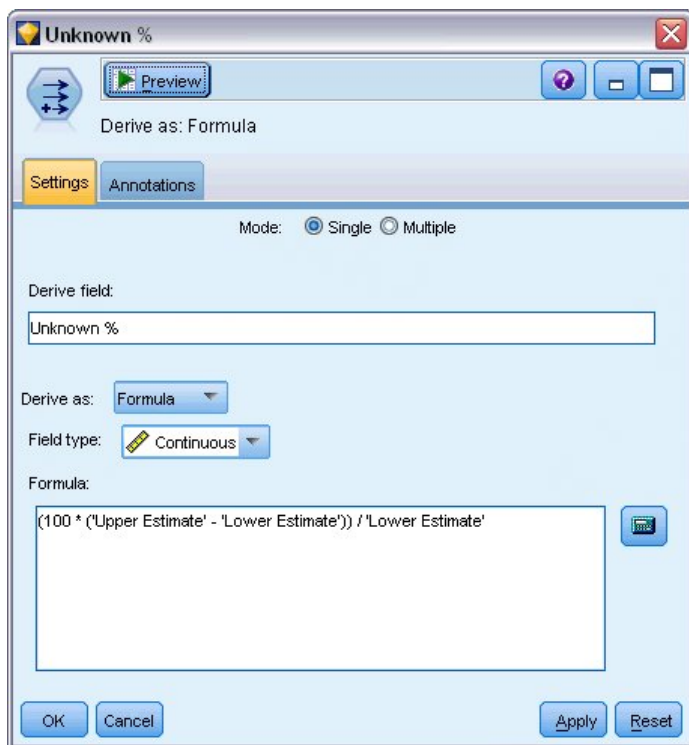 Unknown %
Preview
Derive as: Formula
Settings Annotations
Mode: Single Multiple
Derive field:
Unknown %
Derive as: Formula
Field type: Continuous
Formula:
(100 * ('Upper Estimate' - 'Lower Estimate')) / 'Lower Estimate'
OK Cancel Apply Reset